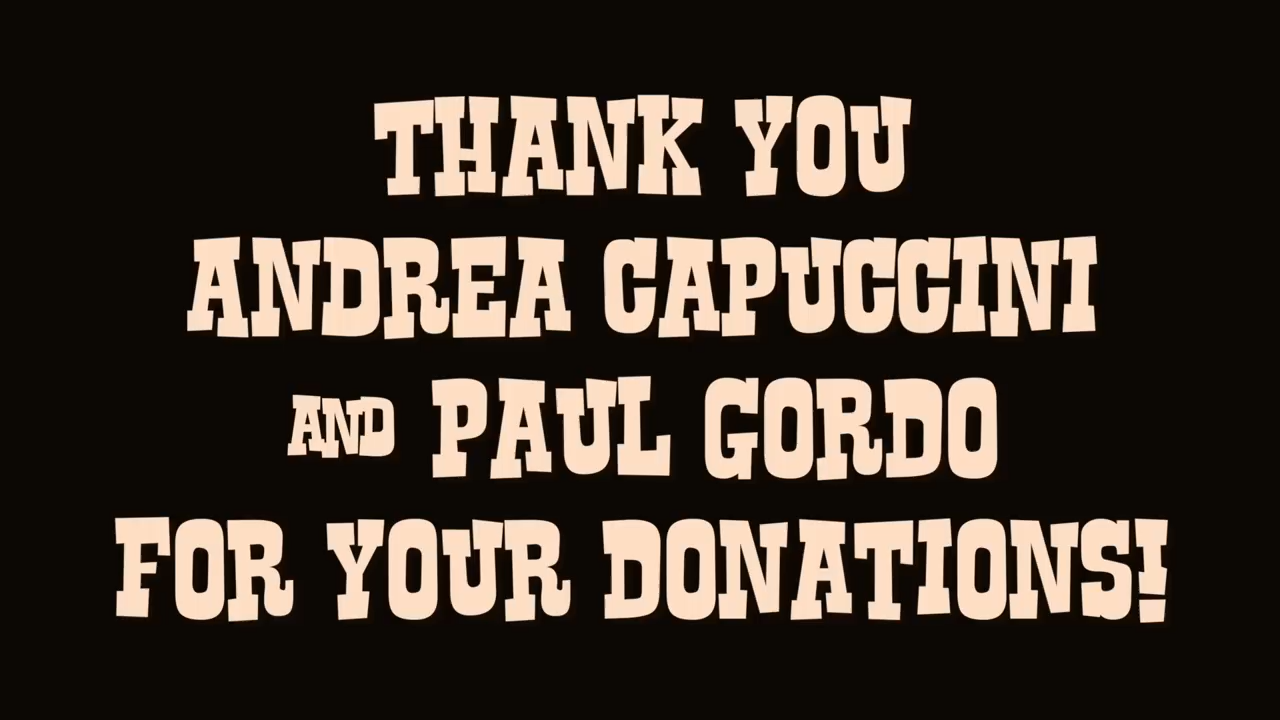 THANK YOU
ANDREA CAPUCCINI
AND PAUL GORDO
FOR YOUR DONATIONS!